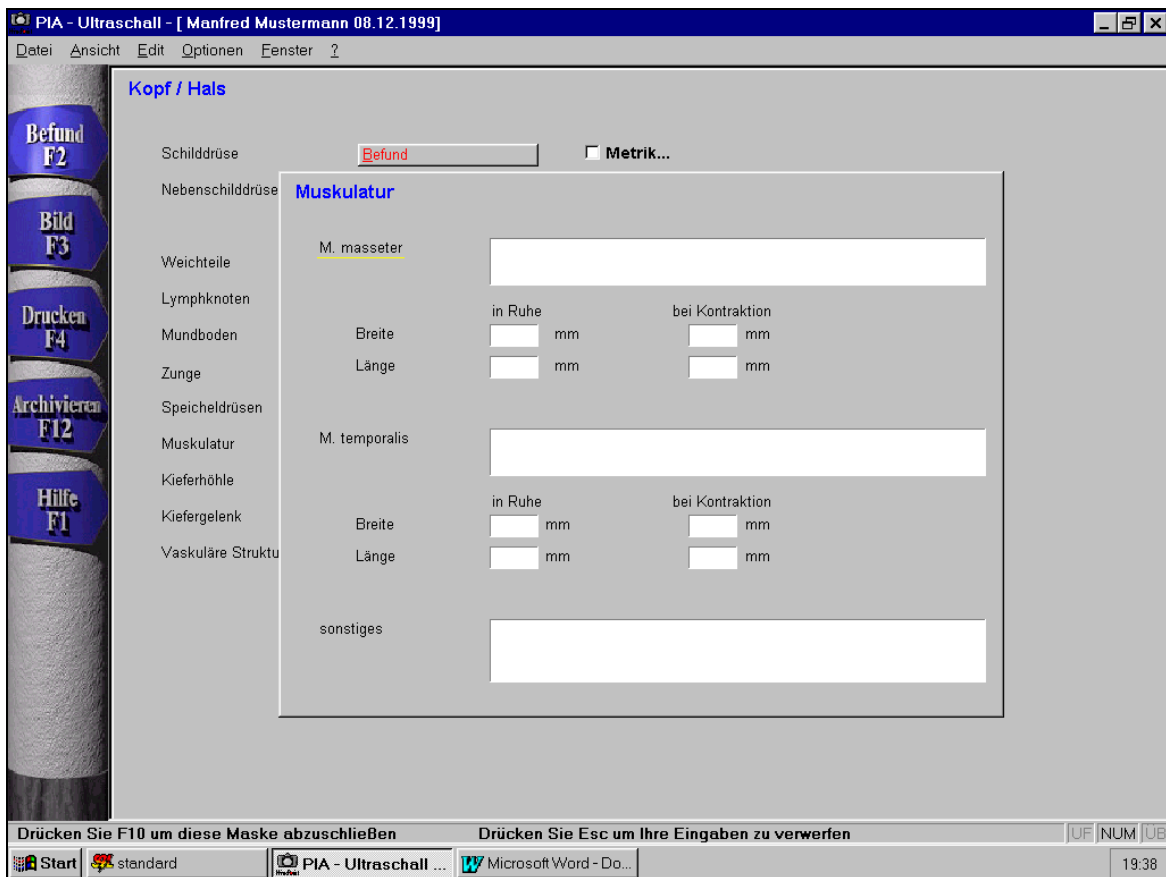 PIA - Ultraschall - [ Manfred Mustermann 08.12.1999]
Datei Ansicht Edit Optionen Fenster ?
Kopf / Hals
Befund
F2
Bild
F3
Drucken
F4
Archivieren
F12
Hilfe
F1
Schilddrüse Befund Metrik...
Nebenschilddrüse
Weichteile
Lymphknoten
Mundboden
Zunge
Speicheldrüsen
Muskulatur
Kieferhöhle
Kiefergelenk
Vaskuläre Struktu
Muskulatur
M. masseter
in Ruhe bei Kontraktion
Breite mm mm
Länge mm mm
M. temporalis
in Ruhe bei Kontraktion
Breite mm mm
Länge mm mm
sonstiges
Drücken Sie F10 um diese Maske abzuschließen Drücken Sie Esc um Ihre Eingaben zu verwerfen UF NUM ÜB
Start standard PIA - Ultraschall ... Microsoft Word - Do... 19:38